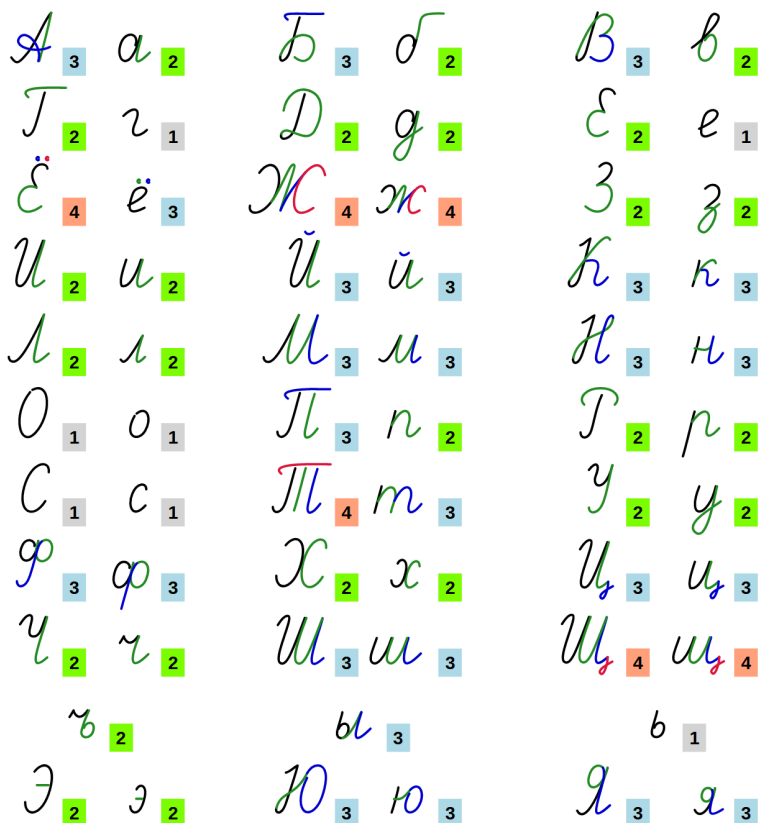 А 3 а 2 Б 3 б 2 В 3 в 2
Г 2 г 1 Д 2 д 2 Е 2 е 1
Ё 4 ё 3 Ж 4 ж 4 З 2 з 2
И 2 и 2 Й 3 й 3 К 3 к 3
Л 2 л 2 М 3 м 3 Н 3 н 3
О 1 о 1 П 3 п 2 Р 2 р 2
С 1 с 1 Т 4 т 3 У 2 у 2
Ф 3 ф 3 Х 2 х 2 Ц 3 ц 3
Ч 2 ч 2 Ш 3 ш 3 Щ 4 щ 4
ъ 2 ы 3 ь 1
Э 2 э 2 Ю 3 ю 3 Я 3 я 3